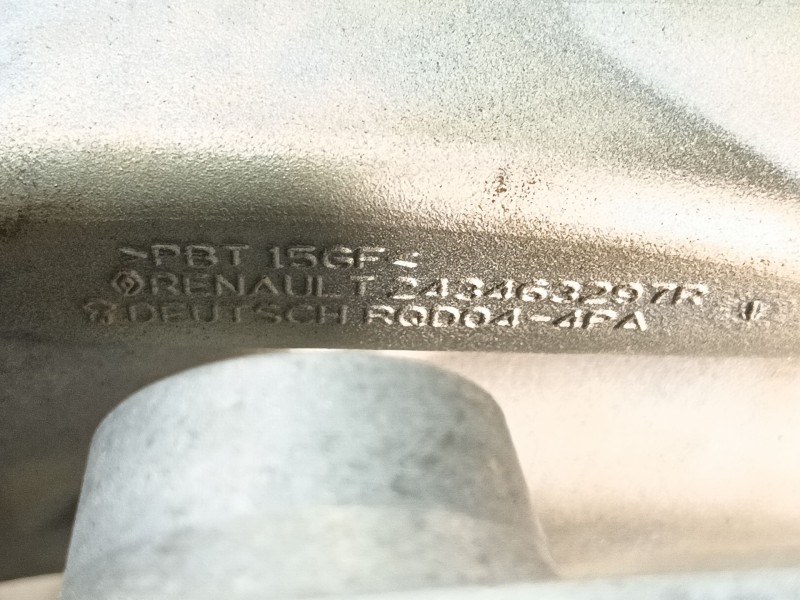 >PBT 15GF<
RENAULT 243463297R
DEUTSCH RQD04-4PA